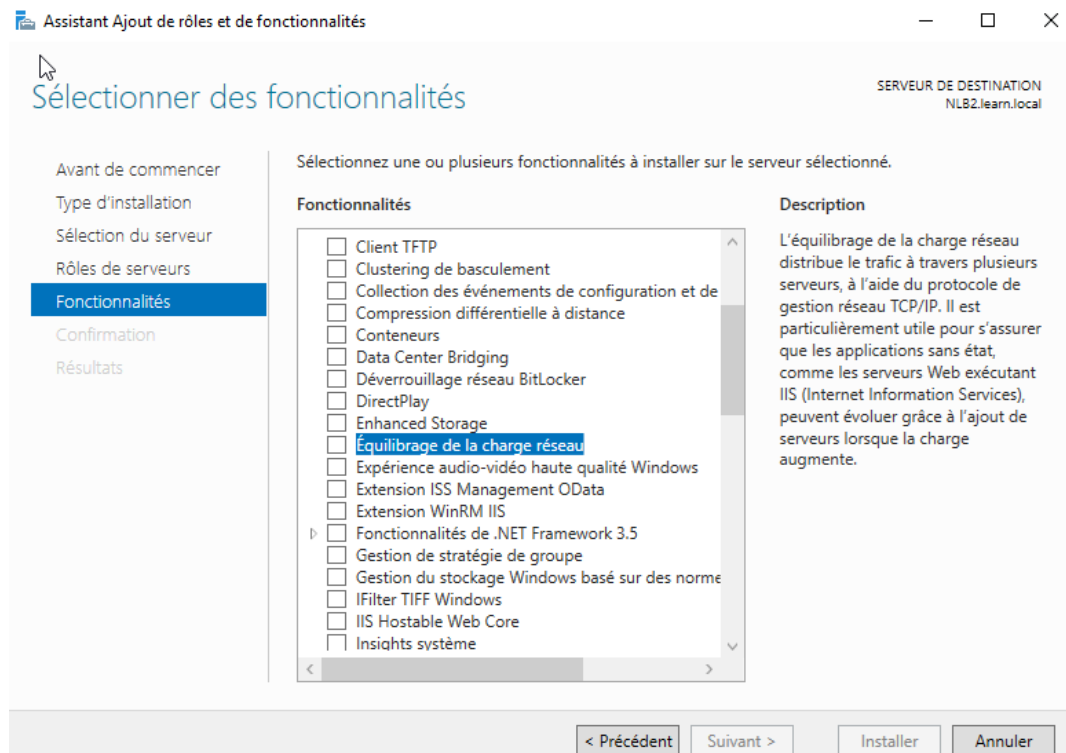 Assistant Ajout de rôles et de fonctionnalités
Sélectionner des fonctionnalités
SERVEUR DE DESTINATION
NLB2.learn.local
Avant de commencer
Type d'installation
Sélection du serveur
Rôles de serveurs
Fonctionnalités
Confirmation
Résultats
Sélectionnez une ou plusieurs fonctionnalités à installer sur le serveur sélectionné.
Fonctionnalités
Client TFTP
Clustering de basculement
Collection des événements de configuration et de
Compression différentielle à distance
Conteneurs
Data Center Bridging
Déverrouillage réseau BitLocker
DirectPlay
Enhanced Storage
Équilibrage de la charge réseau
Expérience audio-vidéo haute qualité Windows
Extension ISS Management OData
Extension WinRM IIS
Fonctionnalités de .NET Framework 3.5
Gestion de stratégie de groupe
Gestion du stockage Windows basé sur des norme
IFilter TIFF Windows
IIS Hostable Web Core
Insights système
Description
L'équilibrage de la charge réseau
distribue le trafic à travers plusieurs
serveurs, à l'aide du protocole de
gestion réseau TCP/IP. Il est
particulièrement utile pour s'assurer
que les applications sans état,
comme les serveurs Web exécutant
IIS (Internet Information Services),
peuvent évoluer grâce à l'ajout de
serveurs lorsque la charge
augmente.
< Précédent
Suivant >
Installer
Annuler